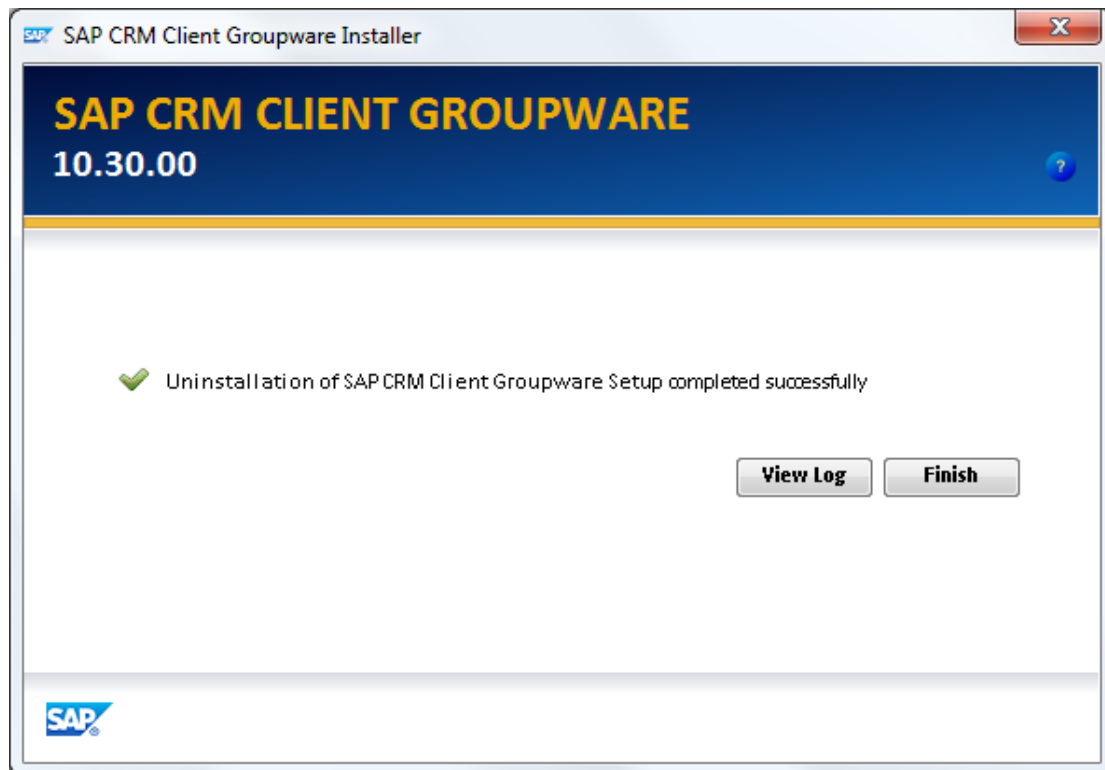 SAP CRM Client Groupware Installer
SAP CRM CLIENT GROUPWARE
10.30.00
?
Uninstallation of SAP CRM Client Groupware Setup completed successfully
View Log Finish
SAP®